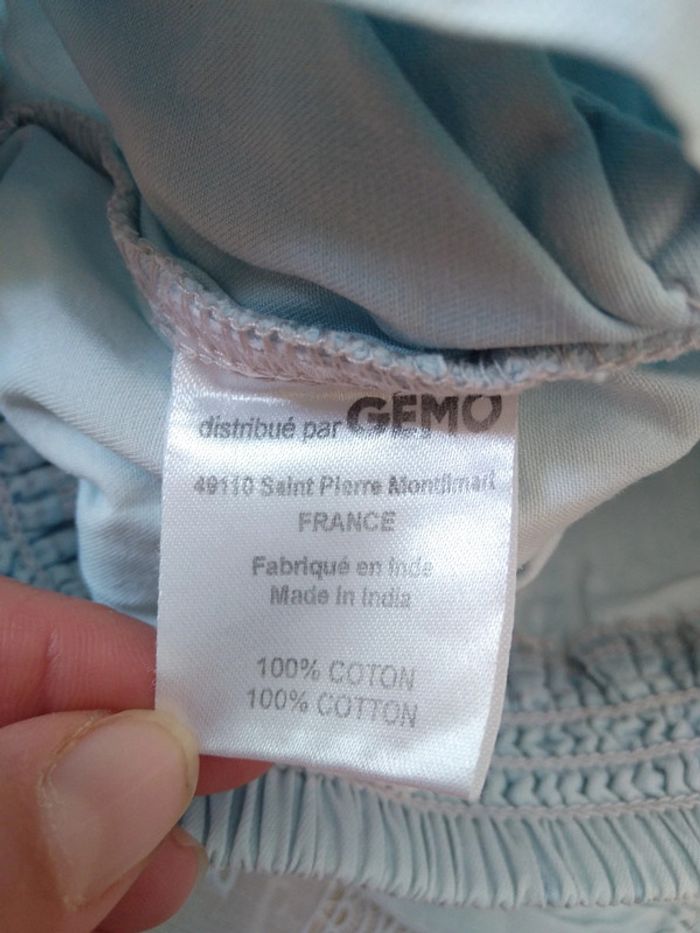 distribué par GEMO
49110 Saint Pierre Montlimart
FRANCE
Fabriqué en Inde
Made in India
100% COTON
100% COTTON